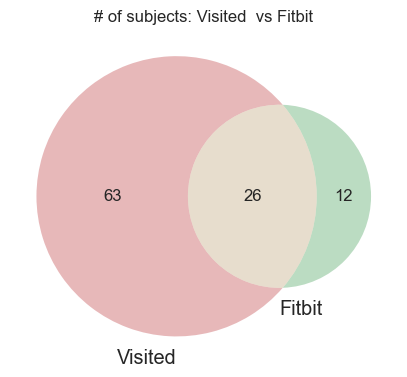 # of subjects: Visited  vs Fitbit
63
26
12
Fitbit
Visited